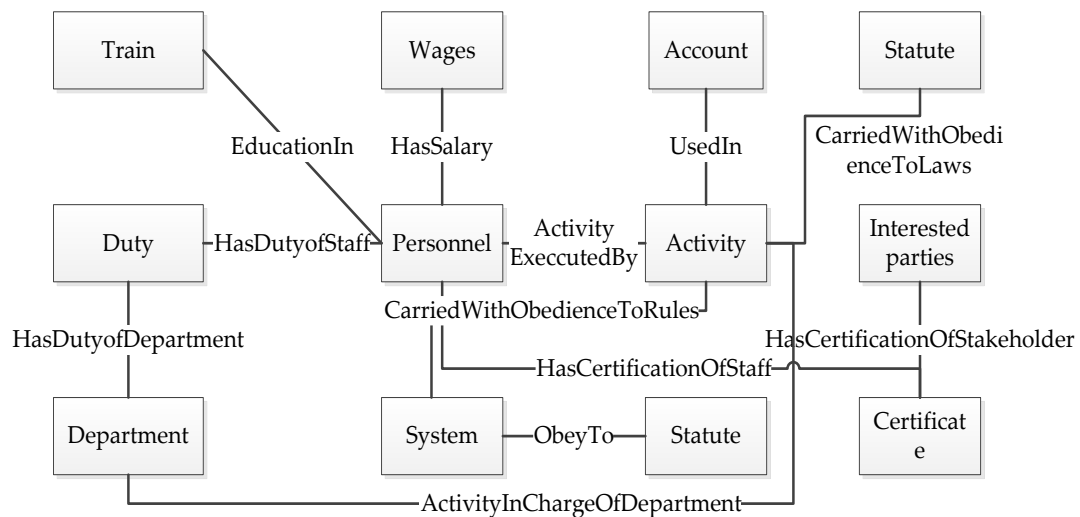 Train
Wages
Account
Statute
EducationIn
HasSalary
UsedIn
CarriedWithObedi
enceToLaws
Duty
HasDutyofStaff
Personnel
Activity
ExeccutedBy
Activity
Interested
parties
CarriedWithObedienceToRules
HasDutyofDepartment
HasCertificationOfStakeholder
HasCertificationOfStaff
Department
System
ObeyTo
Statute
Certificat
e
ActivityInChargeOfDepartment